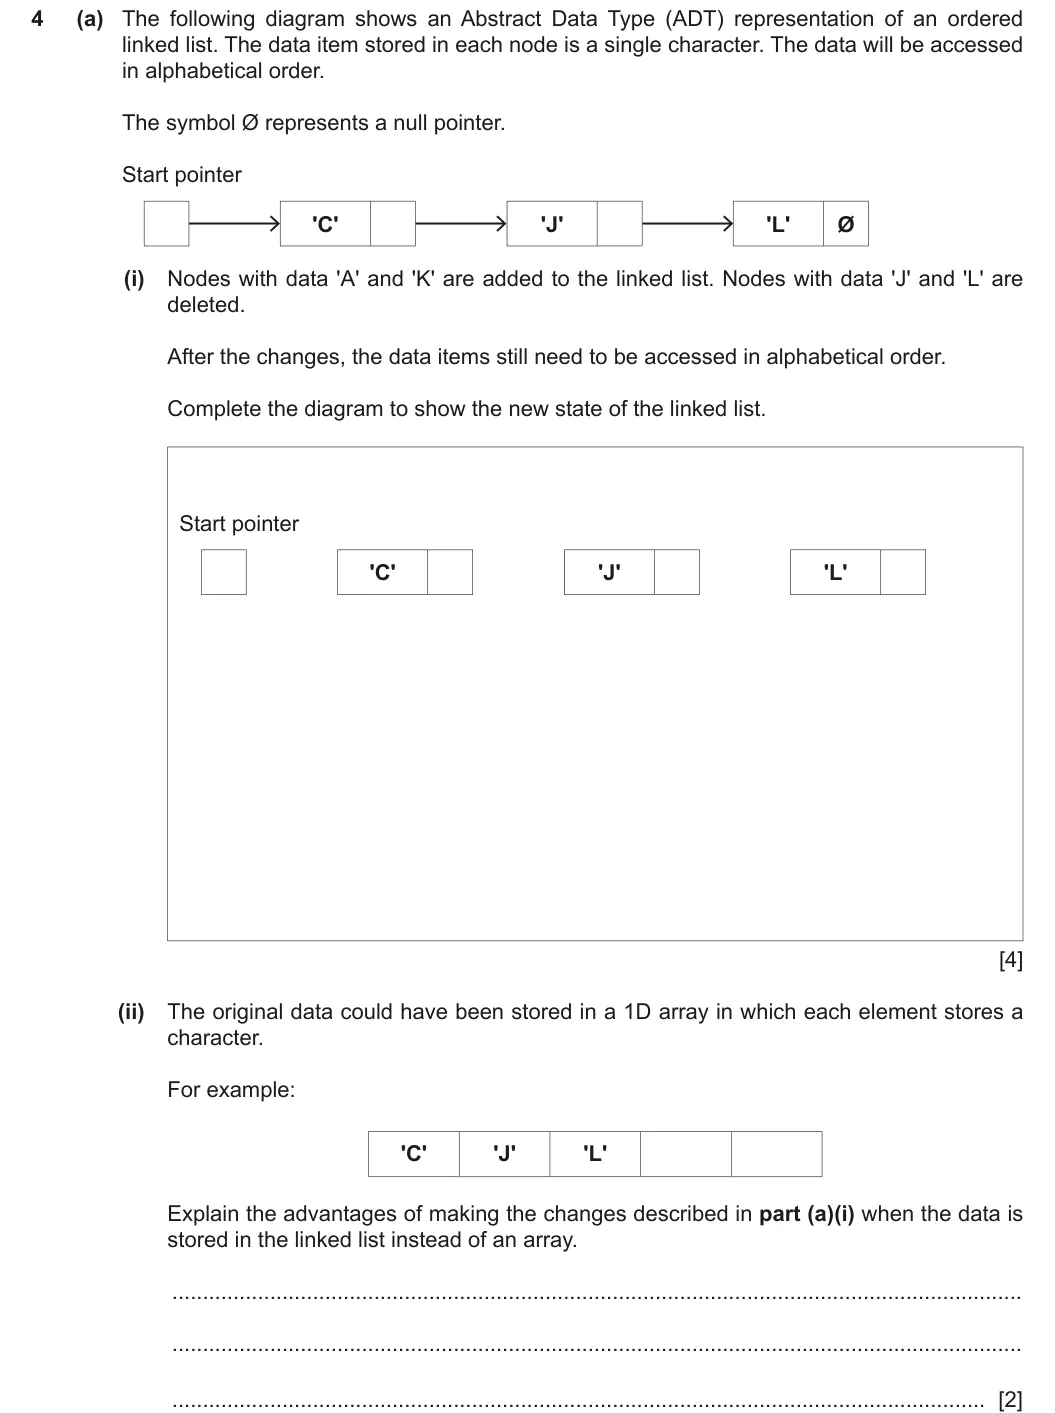 4 (a) The following diagram shows an Abstract Data Type (ADT) representation of an ordered
linked list. The data item stored in each node is a single character. The data will be accessed
in alphabetical order.
The symbol Ø represents a null pointer.
Start pointer
'C' 'J' 'L' Ø
(i) Nodes with data 'A' and 'K' are added to the linked list. Nodes with data 'J' and 'L' are
deleted.
After the changes, the data items still need to be accessed in alphabetical order.
Complete the diagram to show the new state of the linked list.
Start pointer
'C' 'J' 'L'
[4]
(ii) The original data could have been stored in a 1D array in which each element stores a
character.
For example:
'C' 'J' 'L'
Explain the advantages of making the changes described in part (a)(i) when the data is
stored in the linked list instead of an array.
[2]